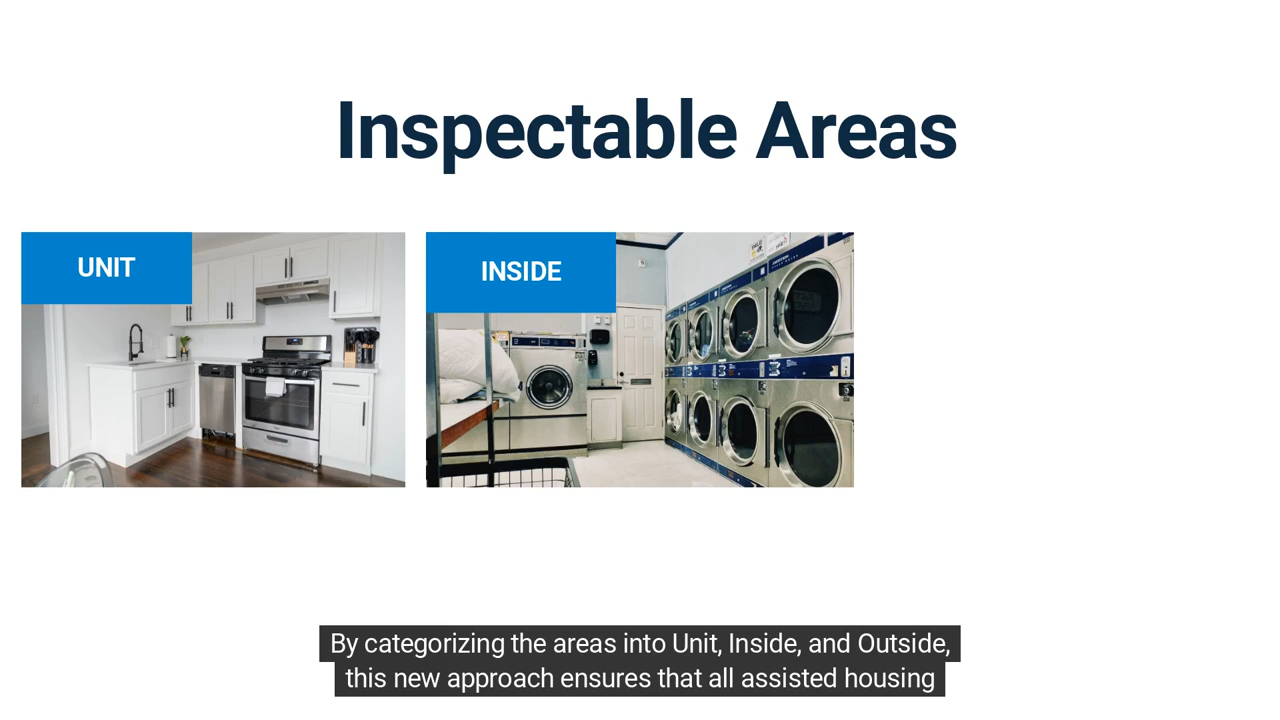 Inspectable Areas
UNIT
INSIDE
By categorizing the areas into Unit, Inside, and Outside,
this new approach ensures that all assisted housing